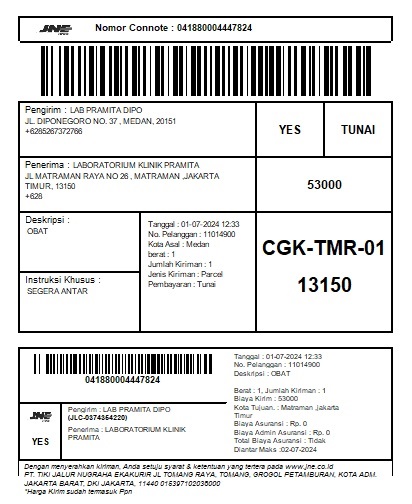 JNE Nomor Connote : 041880004447824
Pengirim : LAB PRAMITA DIPO
JL. DIPONEGORO NO. 37 , MEDAN, 20151
+6285267372766
YES
TUNAI
Penerima : LABORATORIUM KLINIK PRAMITA
JL MATRAMAN RAYA NO 26 , MATRAMAN ,JAKARTA
TIMUR, 13150
+628
53000
Deskripsi :
OBAT
Instruksi Khusus :
SEGERA ANTAR
Tanggal : 01-07-2024 12:33
No. Pelanggan : 11014900
Kota Asal : Medan
berat : 1
Jumlah Kiriman : 1
Jenis Kiriman : Parcel
Pembayaran : Tunai
CGK-TMR-01
13150
041880004447824
JNE
YES
Pengirim : LAB PRAMITA DIPO
(JLC-0374354220)
Penerima : LABORATORIUM KLINIK
PRAMITA
Tanggal : 01-07-2024 12:33
No. Pelanggan : 11014900
Deskripsi : OBAT
Berat : 1, Jumlah Kiriman : 1
Biaya Kirim : 53000
Kota Tujuan. : Matraman ,jakarta
Timur
Biaya Asuransi : Rp. 0
Biaya Admin Asuransi : Rp. 0
Total Biaya Asuransi : Tidak
Diantar Maks :02-07-2024
Dengan menyerahkan kiriman, Anda setuju syarat & ketentuan yang tertera pada www.jne.co.id
PT. TIKI JALUR NUGRAHA EKAKURIR JL TOMANG RAYA, TOMANG, GROGOL PETAMBURAN, KOTA ADM.
JAKARTA BARAT, DKI JAKARTA, 11440 016397102036000
*Harga Kirim sudah termasuk Ppn